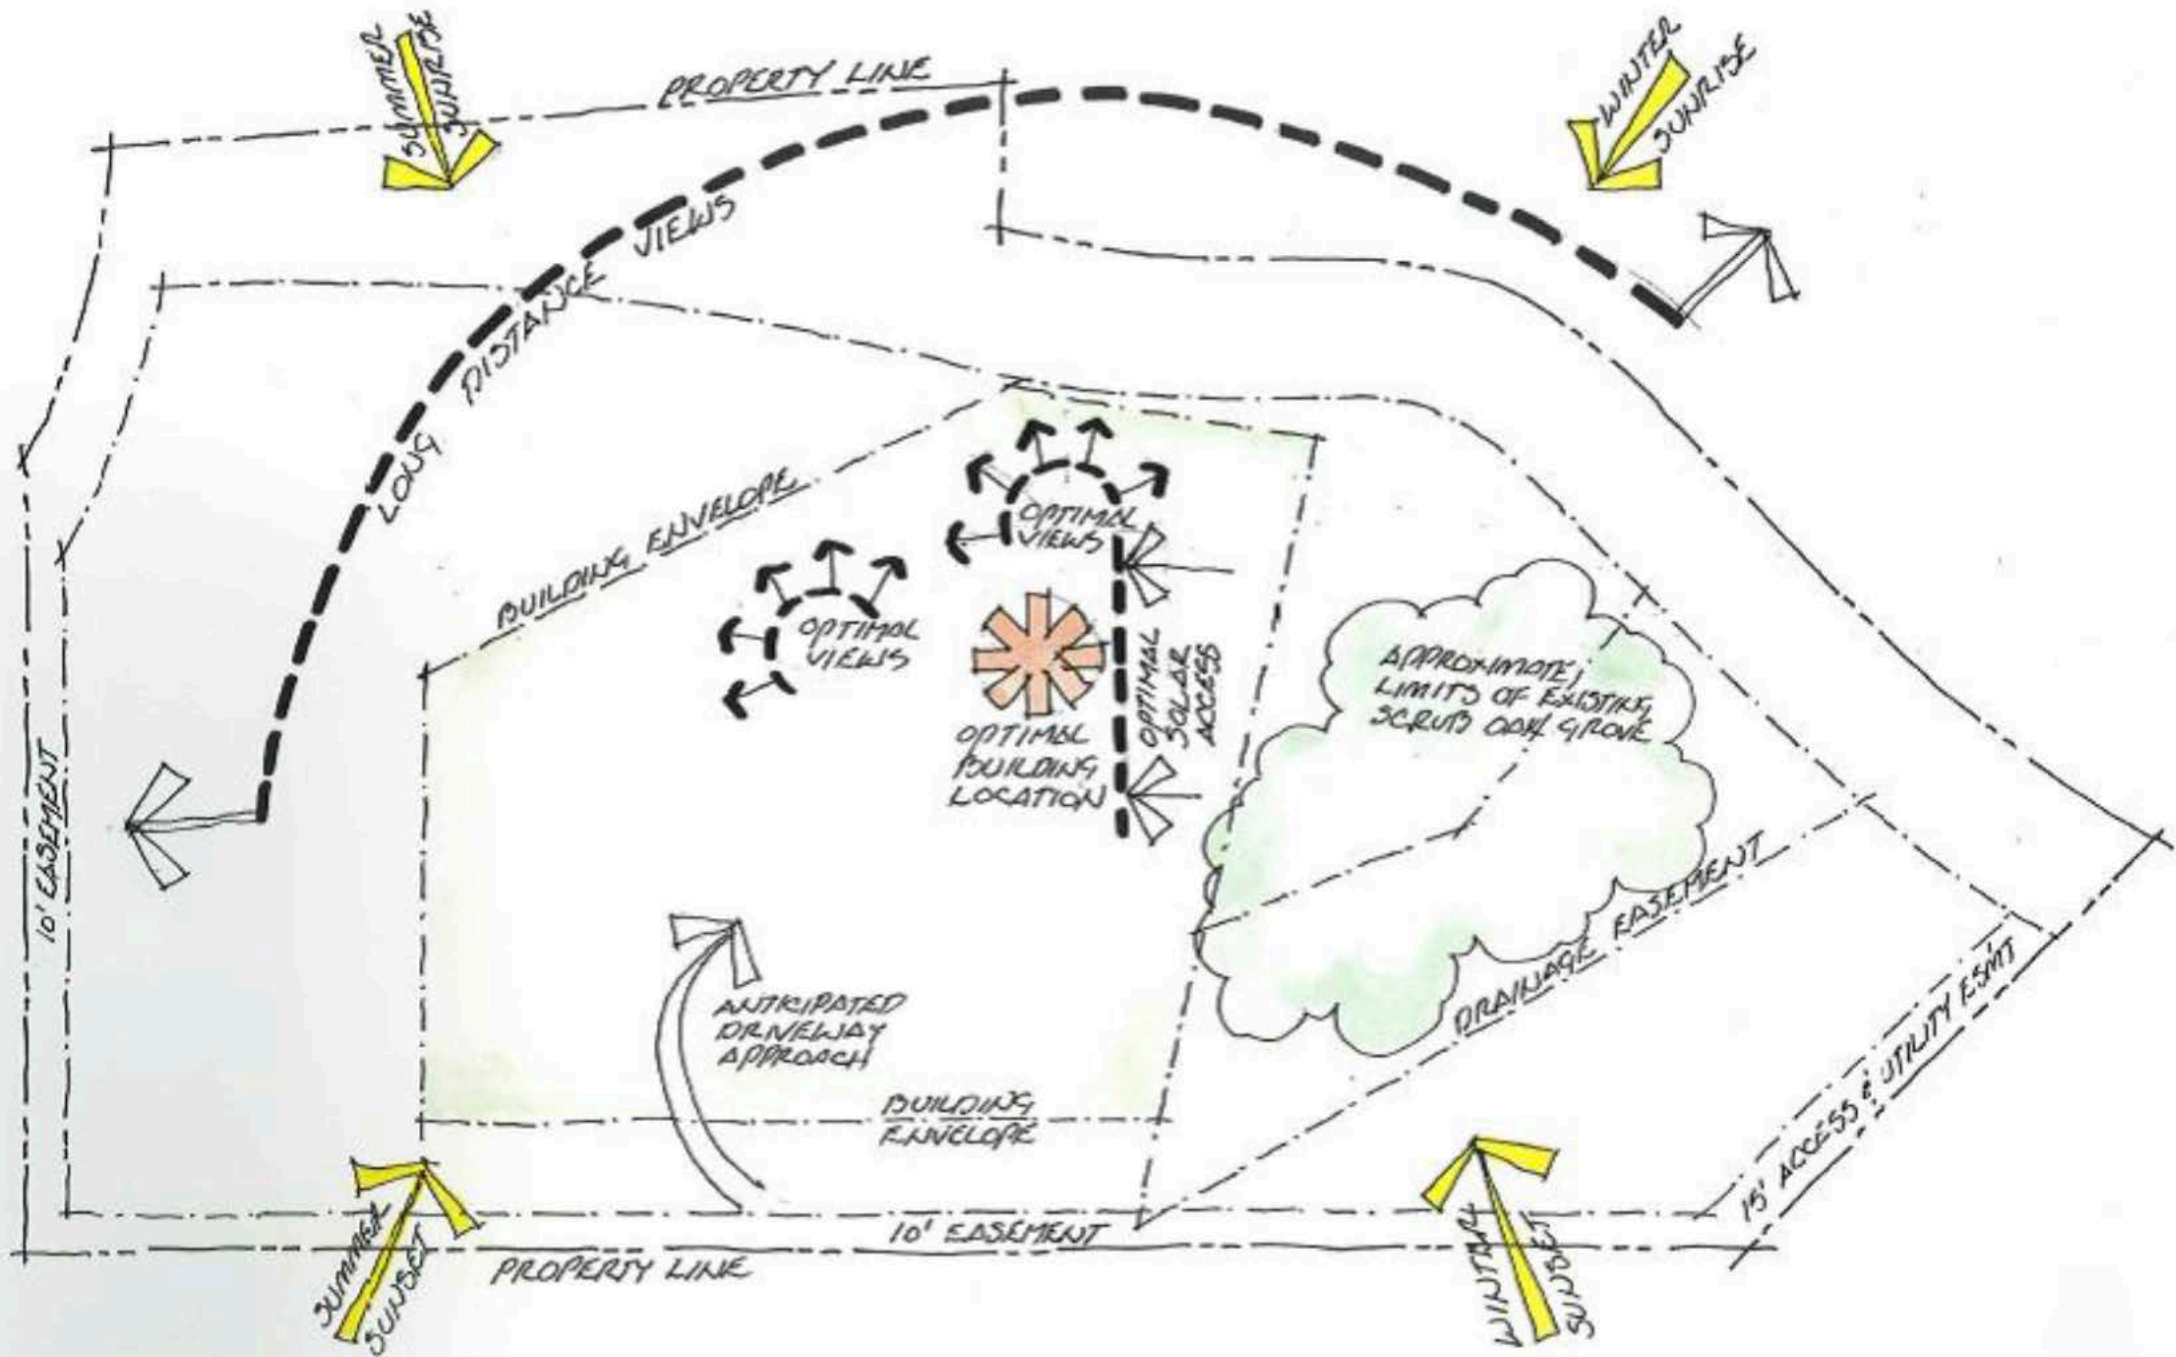 SUMMER
SUNRISE
PROPERTY LINE
WINTER
SUNRISE
LONG DISTANCE VIEWS
BUILDING ENVELOPE
OPTIMAL
VIEWS
OPTIMAL
VIEWS
OPTIMAL
SOLAR
ACCESS
OPTIMAL
BUILDING
LOCATION
APPROXIMATE
LIMITS OF EXISTING
SCRUB OAK GROVE
10' EASEMENT
DRAINAGE EASEMENT
ANTICIPATED
DRIVEWAY
APPROACH
BUILDING
ENVELOPE
15' ACCESS & UTILITY ESM'T
10' EASEMENT
PROPERTY LINE
SUMMER
SUNSET
WINTER
SUNSET